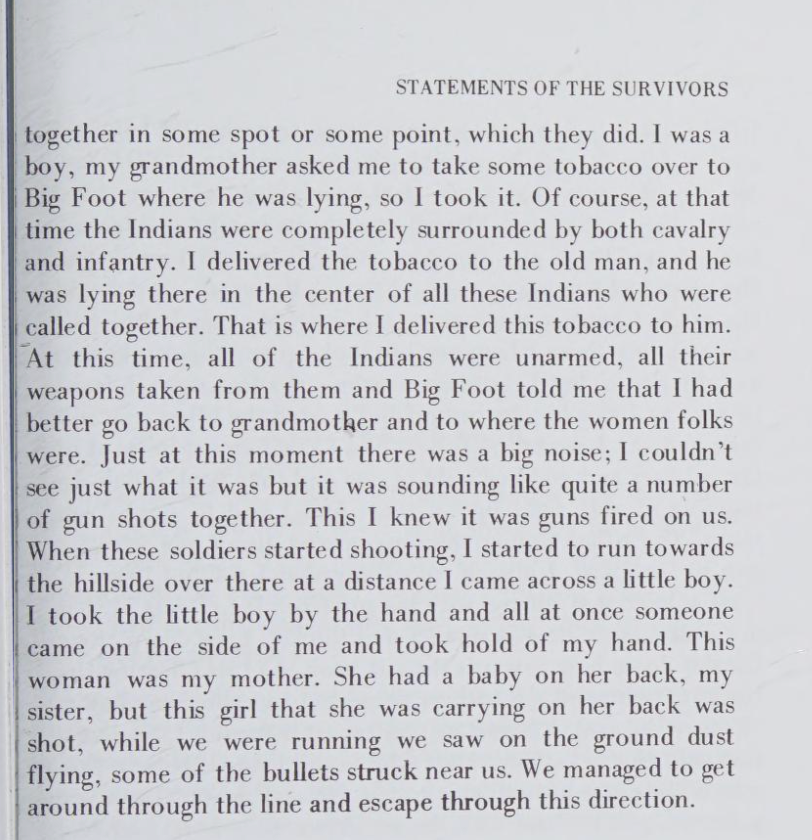 STATEMENTS OF THE SURVIVORS
together in some spot or some point, which they did. I was a
boy, my grandmother asked me to take some tobacco over to
Big Foot where he was lying, so I took it. Of course, at that
time the Indians were completely surrounded by both cavalry
and infantry. I delivered the tobacco to the old man, and he
was lying there in the center of all these Indians who were
called together. That is where I delivered this tobacco to him.
At this time, all of the Indians were unarmed, all their
weapons taken from them and Big Foot told me that I had
better go back to grandmother and to where the women folks
were. Just at this moment there was a big noise; I couldn't
see just what it was but it was sounding like quite a number
of gun shots together. This I knew it was guns fired on us.
When these soldiers started shooting, I started to run towards
the hillside over there at a distance I came across a little boy.
I took the little boy by the hand and all at once someone
came on the side of me and took hold of my hand. This
woman was my mother. She had a baby on her back, my
sister, but this girl that she was carrying on her back was
shot, while we were running we saw on the ground dust
flying, some of the bullets struck near us. We managed to get
around through the line and escape through this direction.